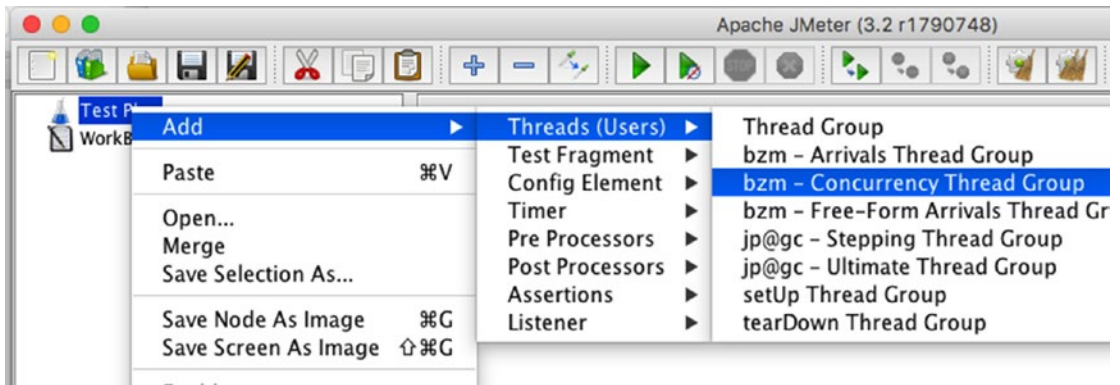 Apache JMeter (3.2 r1790748)
STOP
Test
WorkB
Add
Paste ⌘V
Open...
Merge
Save Selection As...
Save Node As Image ⌘G
Save Screen As Image ⇧⌘G
Threads (Users)
Test Fragment
Config Element
Timer
Pre Processors
Post Processors
Assertions
Listener
Thread Group
bzm - Arrivals Thread Group
bzm - Concurrency Thread Group
bzm - Free-Form Arrivals Thread Gr
jp@gc - Stepping Thread Group
jp@gc - Ultimate Thread Group
setUp Thread Group
tearDown Thread Group